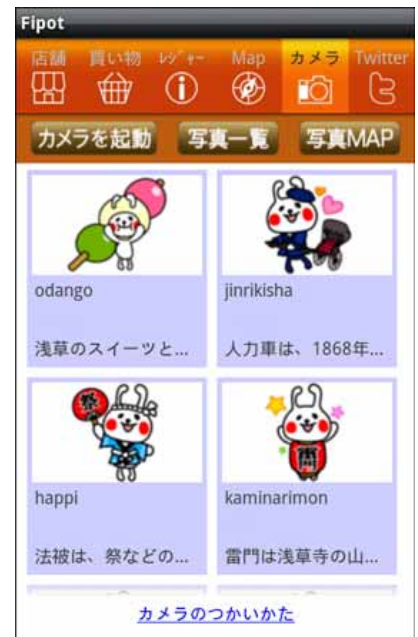 Fipot
店舗 買い物 ﾚｼﾞｬｰ Map カメラ Twitter
カメラを起動 写真一覧 写真MAP
odango
浅草のスイーツと...
jinrikisha
人力車は、1868年...
祭
happi
法被は、祭などの...
kaminarimon
雷門は浅草寺の山...
カメラのつかいかた